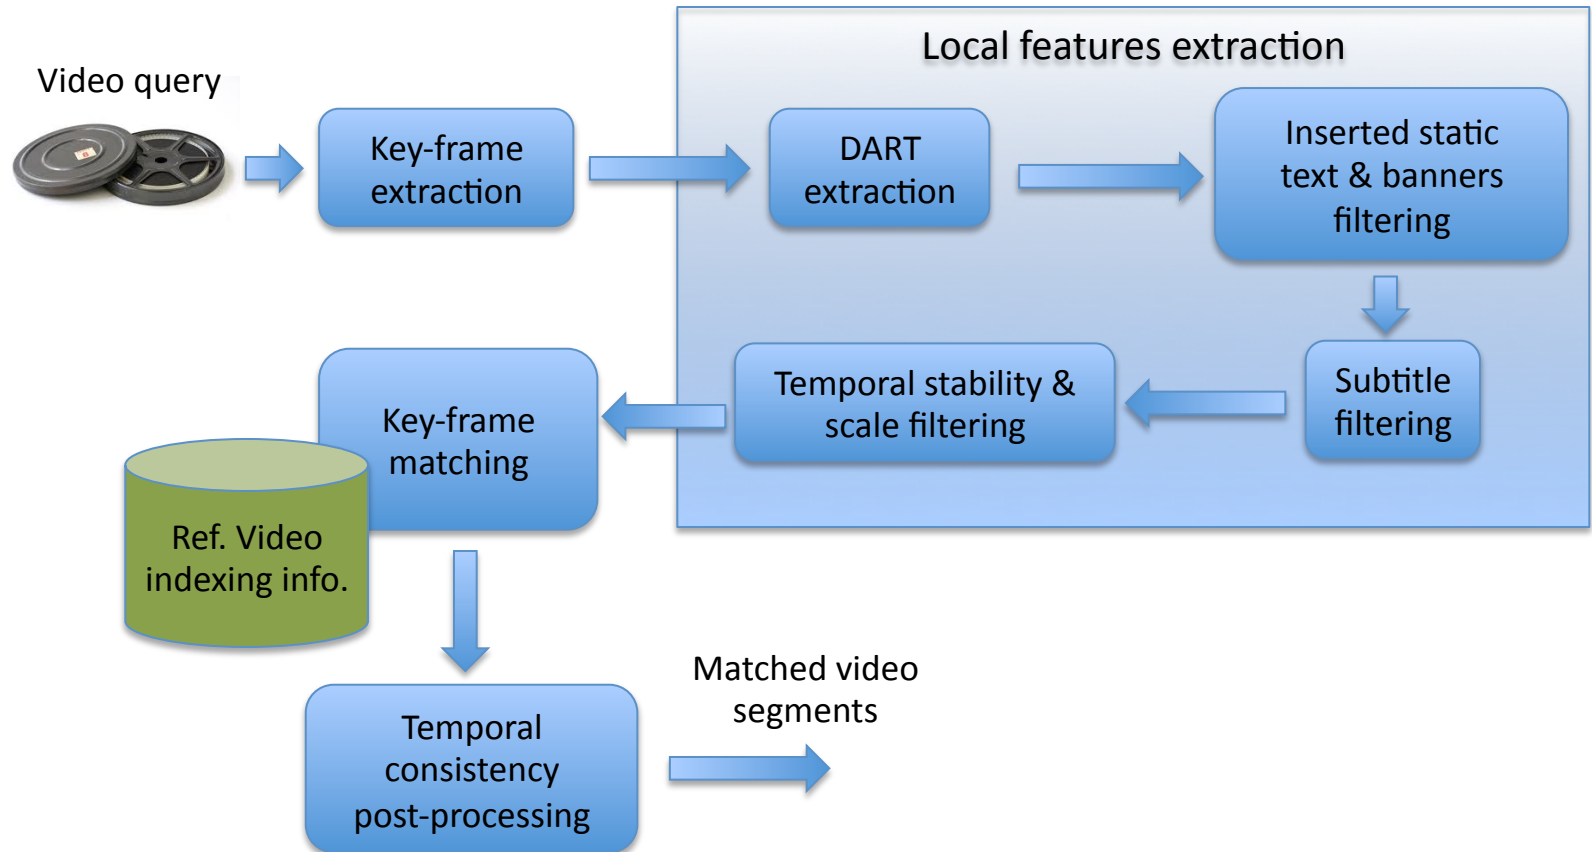 Local features extraction
Video query
Key-frame
extraction
DART
extraction
Inserted static
text & banners
filtering
Subtitle
filtering
Temporal stability &
scale filtering
Key-frame
matching
Ref. Video
indexing info.
Temporal
consistency
post-processing
Matched video
segments